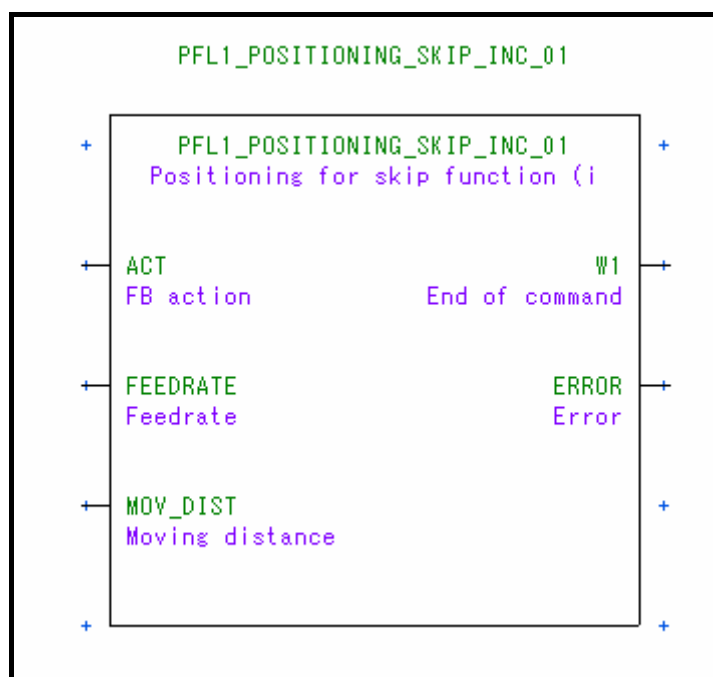 PFL1_POSITIONING_SKIP_INC_01
PFL1_POSITIONING_SKIP_INC_01
Positioning for skip function (i
ACT W1
FB action End of command
FEEDRATE ERROR
Feedrate Error
MOV_DIST
Moving distance